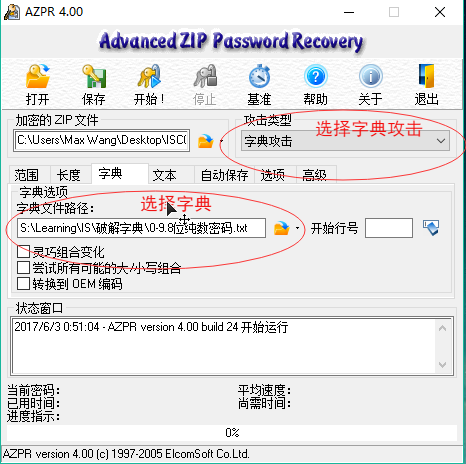 AZPR 4.00
Advanced ZIP Password Recovery
打开 保存 开始！ 停止 基准 帮助 关于 退出
加密的 ZIP 文件 攻击类型
选择字典攻击
C:\Users\Max Wang\Desktop\ISC( 字典攻击
范围 长度 字典 文本 自动保存 选项 高级
字典选项
字典文件路径： 选择字典
S:\Learning\IS\破解字典\0-9.8位纯数密码.txt 开始行号
灵巧组合变化
尝试所有可能的大/小写组合
转换到 OEM 编码
状态窗口
2017/6/3 0:51:04 - AZPR version 4.00 build 24 开始运行
当前密码： 平均速度：
已用时间： 尚需时间：
进度指示：
0%
AZPR version 4.00 (c) 1997-2005 ElcomSoft Co.Ltd.